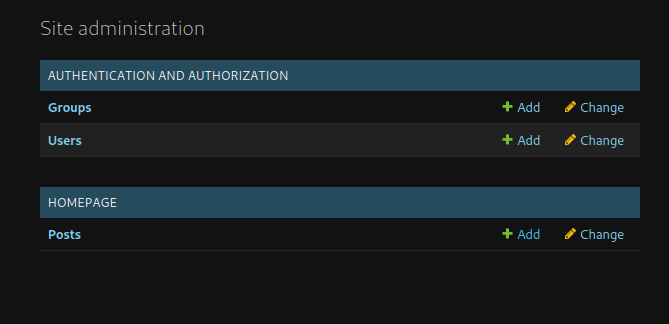 Site administration
AUTHENTICATION AND AUTHORIZATION
Groups Add Change
Users Add Change
HOMEPAGE
Posts Add Change